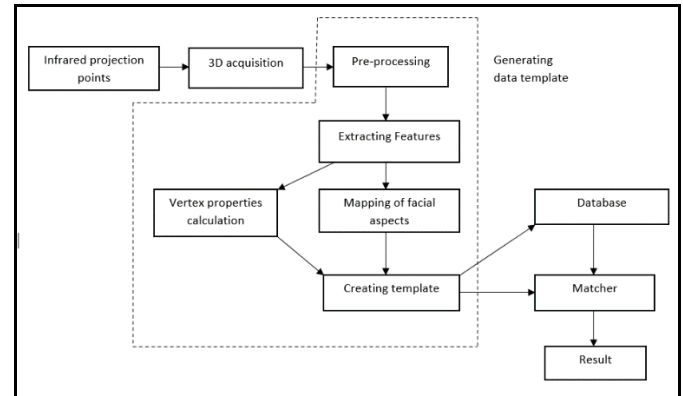 Infrared projection
points
3D acquisition
Pre-processing
Generating
data template
Extracting Features
Vertex properties
calculation
Mapping of facial
aspects
Database
Creating template
Matcher
Result